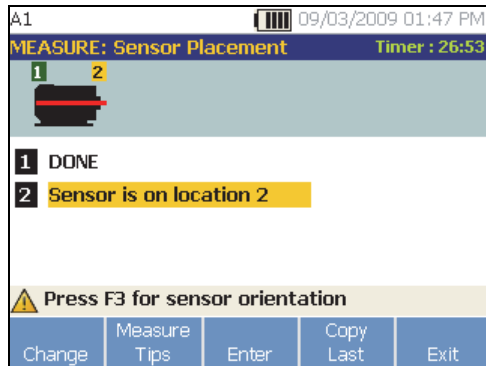 A1 09/03/2009 01:47 PM
MEASURE: Sensor Placement Timer : 26:53
1 2
1 DONE
2 Sensor is on location 2
Press F3 for sensor orientation
Change Measure Tips Enter Copy Last Exit